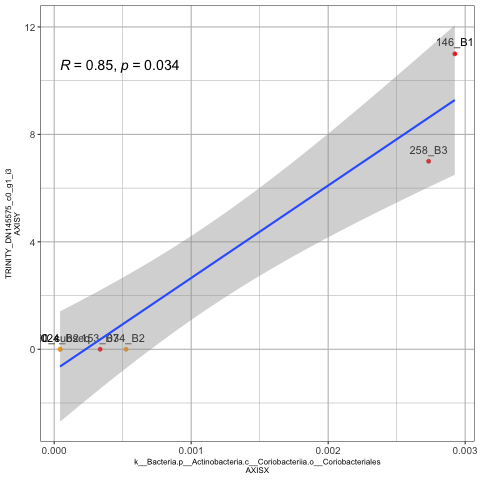 12
8
4
0
TRINITY_DN145575_c0_g1_i3
AXISY
R = 0.85, p = 0.034
146_B1
258_B3
0.000
0.001
0.002
0.003
k__Bacteria.p__Actinobacteria.c__Coriobacteriia.o__Coriobacteriales
AXISX